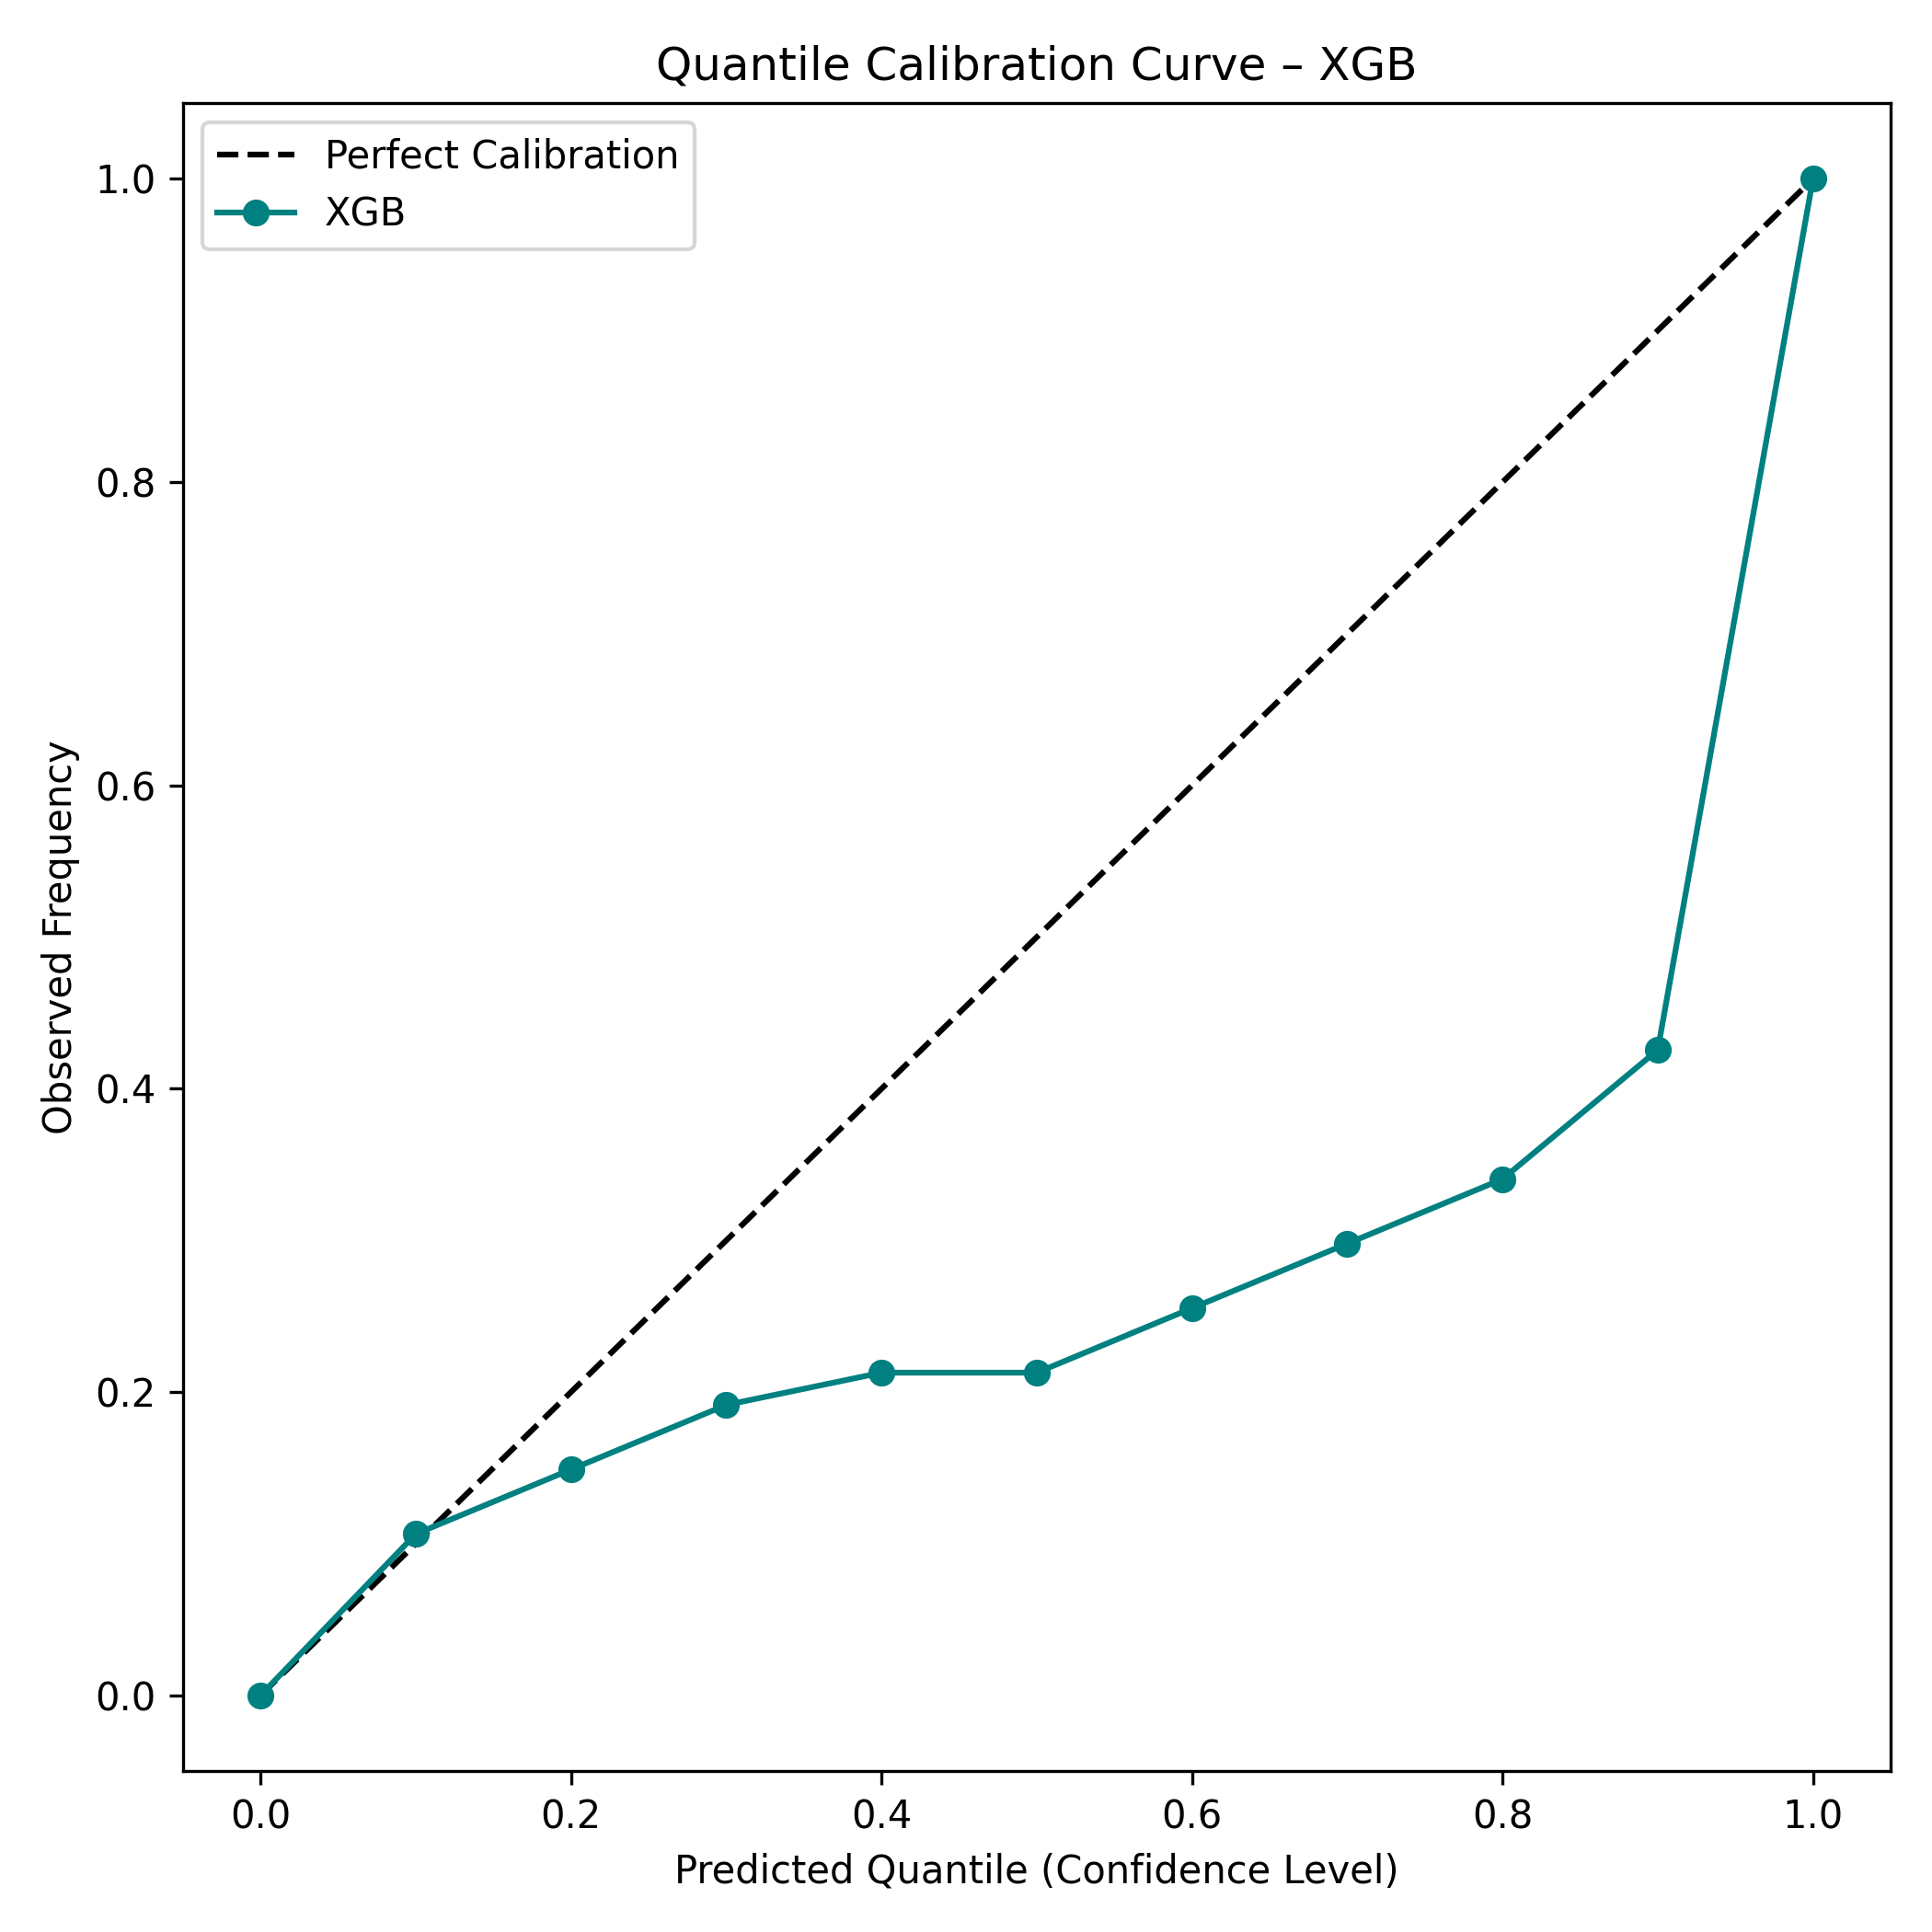 Quantile Calibration Curve – XGB
Perfect Calibration
XGB
1.0
0.8
0.6
0.4
0.2
0.0
Observed Frequency
0.0 0.2 0.4 0.6 0.8 1.0
Predicted Quantile (Confidence Level)